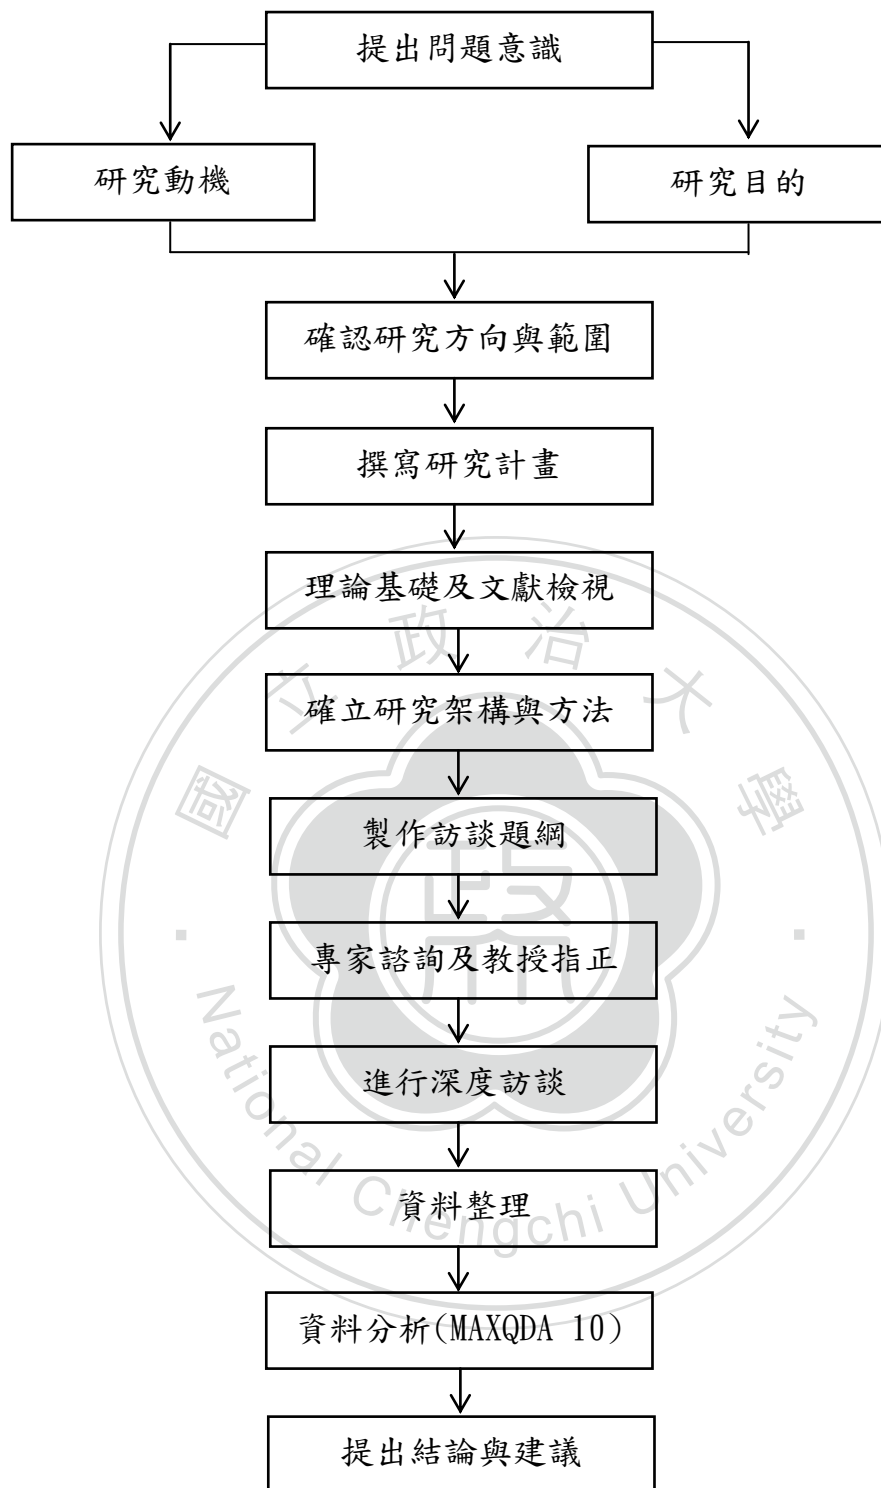 提出問題意識
研究動機
研究目的
確認研究方向與範圍
撰寫研究計畫
理論基礎及文獻檢視
確立研究架構與方法
製作訪談題綱
專家諮詢及教授指正
進行深度訪談
資料整理
資料分析(MAXQDA 10)
提出結論與建議
國立政治大學
National Chengchi University